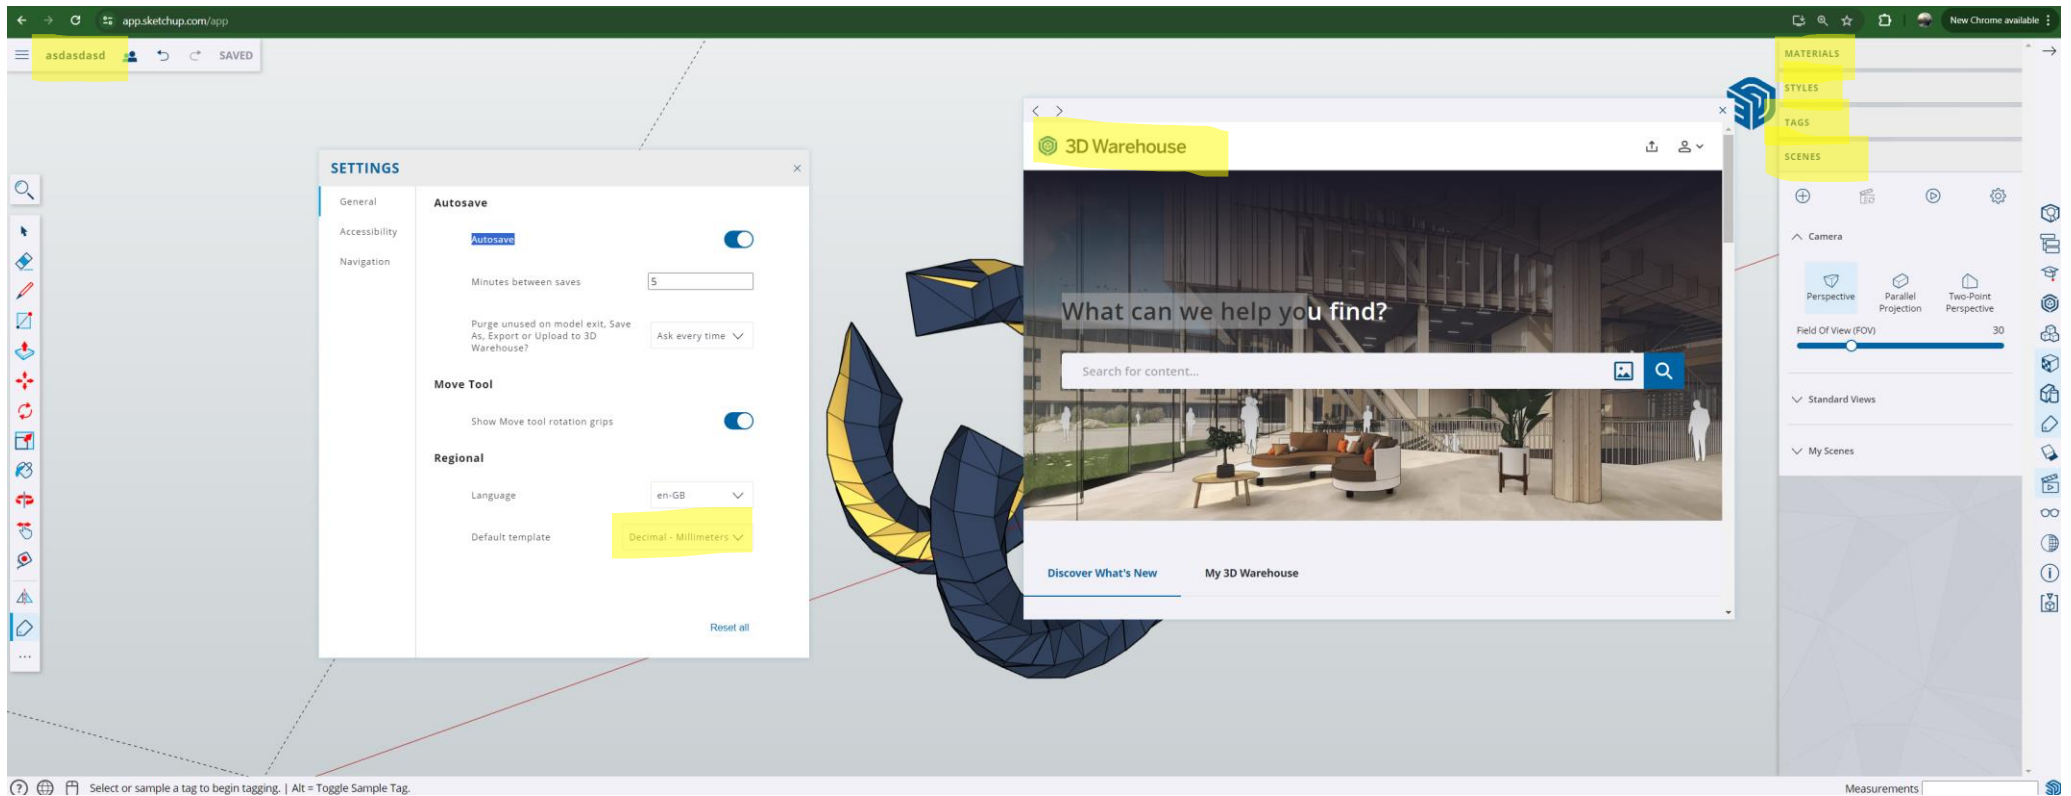 app.sketchup.com/app
New Chrome available
asdasdasd
SAVED
SETTINGS
General
Accessibility
Navigation
Autosave
Autosave
Minutes between saves
5
Purge unused on model exit, Save
As, Export or Upload to 3D
Warehouse?
Ask every time
Move Tool
Show Move tool rotation grips
Regional
Language
en-GB
Default template
Decimal - Millimeters
Reset all
3D Warehouse
What can we help you find?
Search for content...
Discover What's New
My 3D Warehouse
MATERIALS
STYLES
TAGS
SCENES
Camera
Perspective
Parallel
Projection
Two-Point
Perspective
Field Of View (FOV)
30
Standard Views
My Scenes
Select or sample a tag to begin tagging. | Alt = Toggle Sample Tag.
Measurements